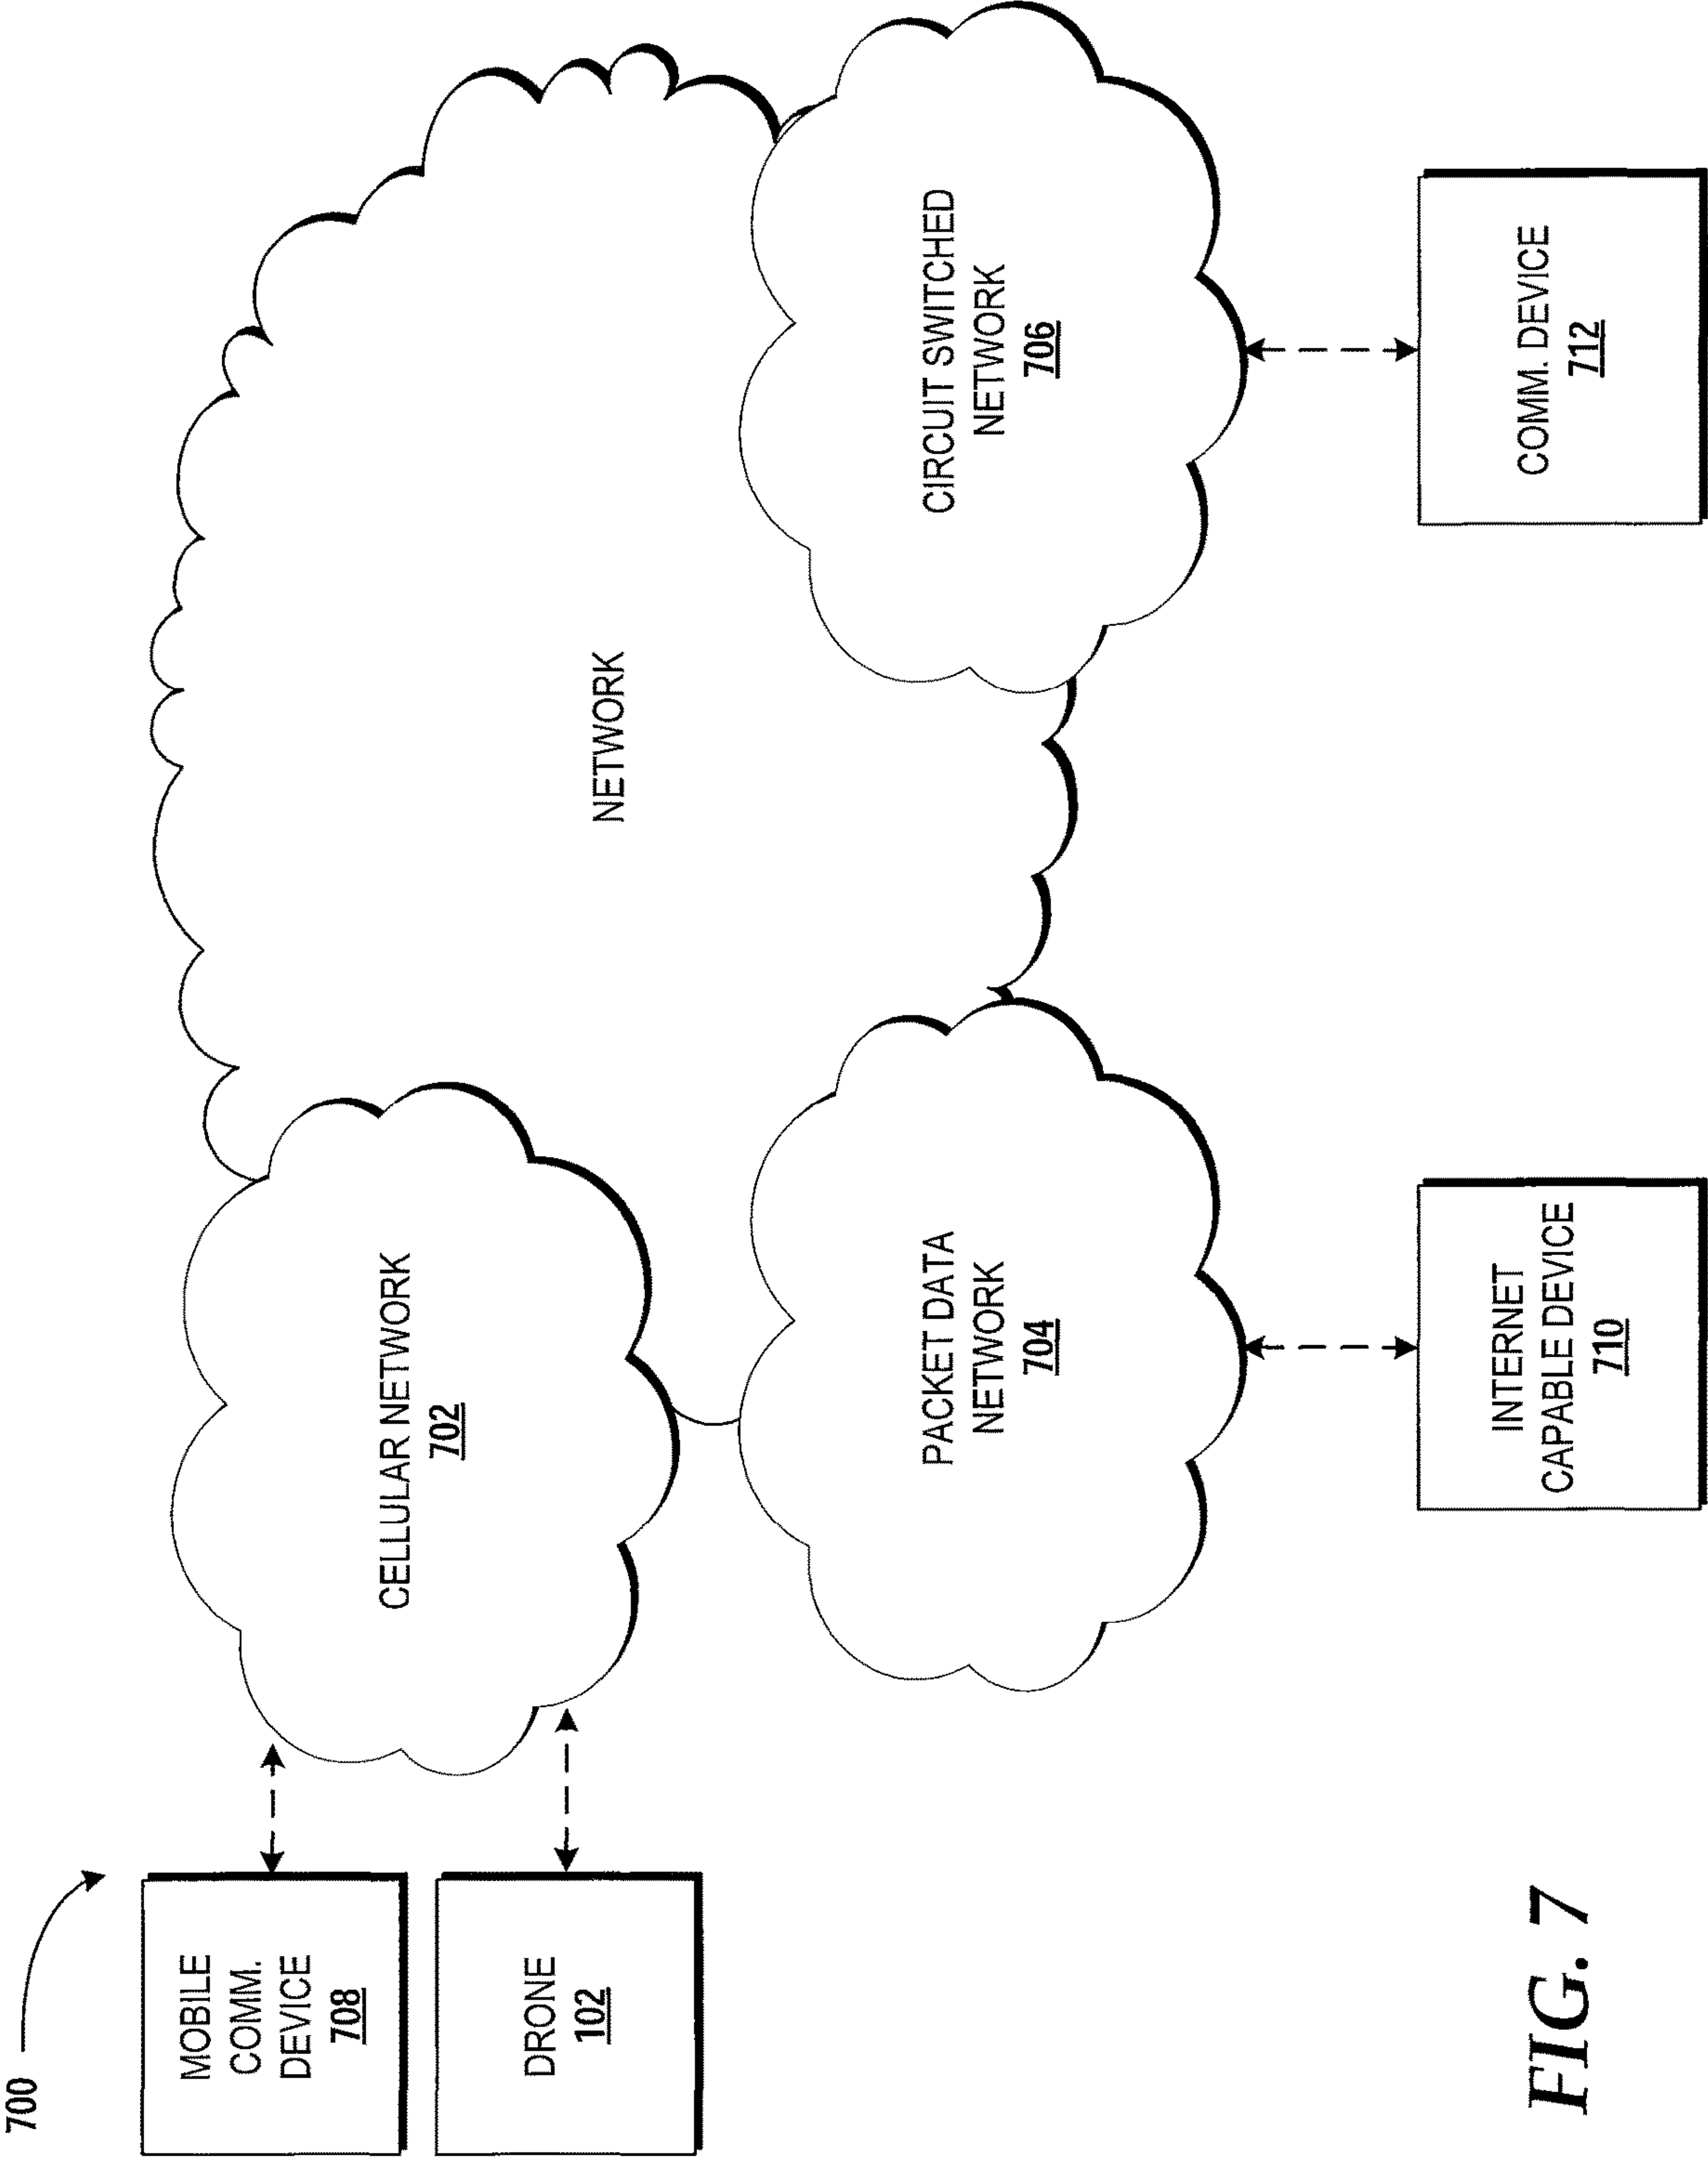 700
MOBILE
COMM.
DEVICE
708
DRONE
102
CELLULAR NETWORK
702
NETWORK
PACKET DATA
NETWORK
704
CIRCUIT SWITCHED
NETWORK
706
INTERNET
CAPABLE DEVICE
710
COMM. DEVICE
712
FIG. 7